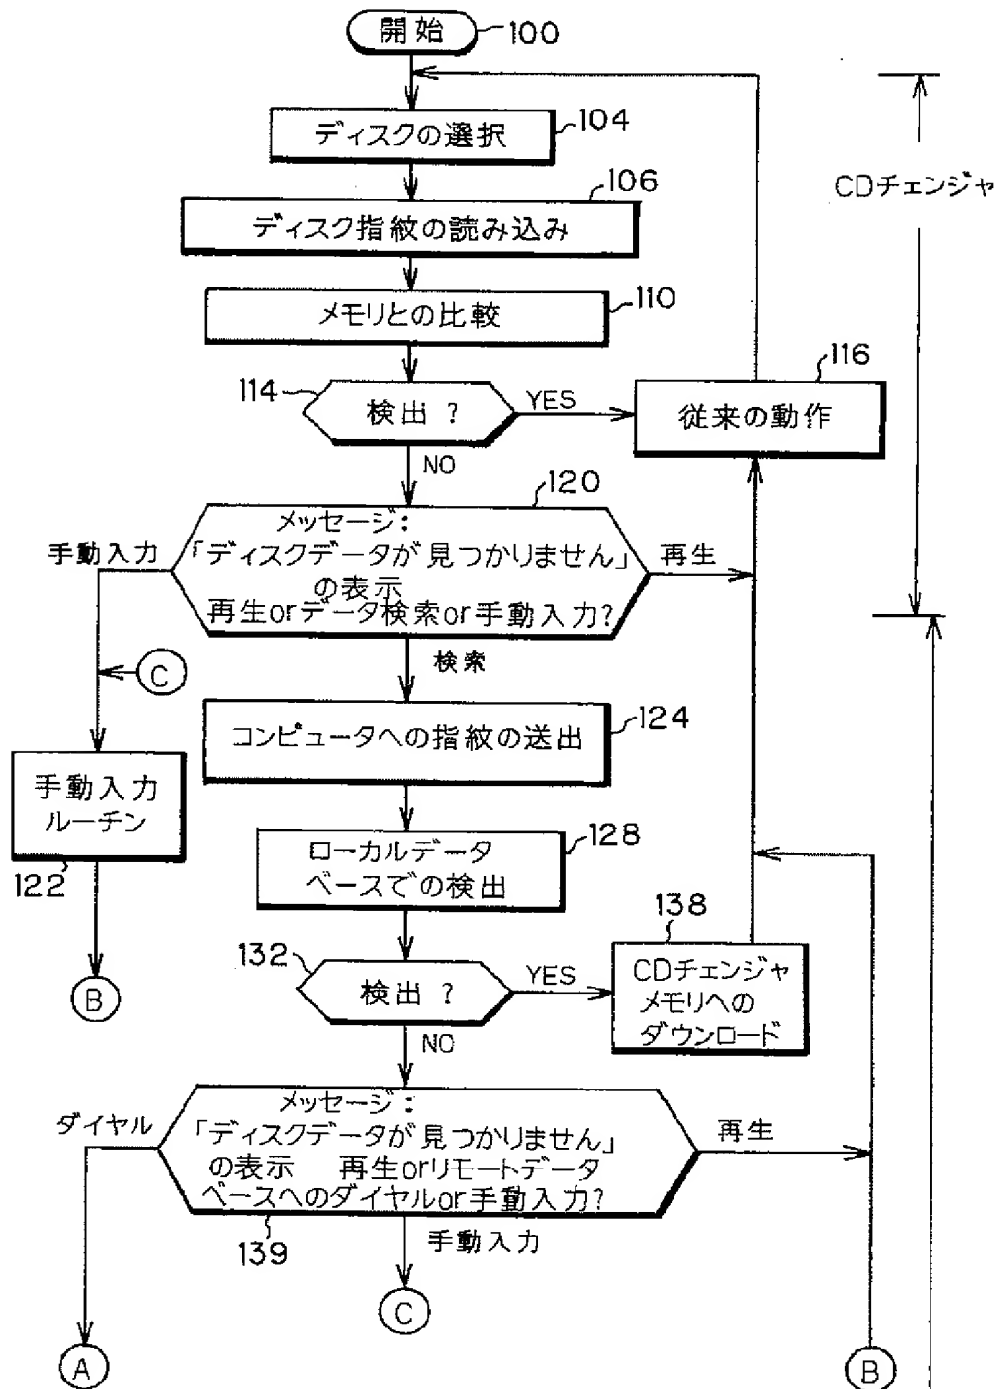 開始
100
ディスクの選択
104
CDチェンジャ
ディスク指紋の読み込み
106
メモリとの比較
110
114
検出 ?
YES
116
従来の動作
NO
120
メッセージ:
「ディスクデータが見つかりません」
の表示
再生orデータ検索or手動入力?
手動入力
再生
検索
C
コンピュータへの指紋の送出
124
手動入力
ルーチン
122
ローカルデータ
ベースでの検出
128
B
132
検出 ?
YES
138
CDチェンジャ
メモリへの
ダウンロード
NO
ダイヤル
メッセージ:
「ディスクデータが見つかりません」
の表示 再生orリモートデータ
ベースへのダイヤルor手動入力?
再生
139
手動入力
C
A
B